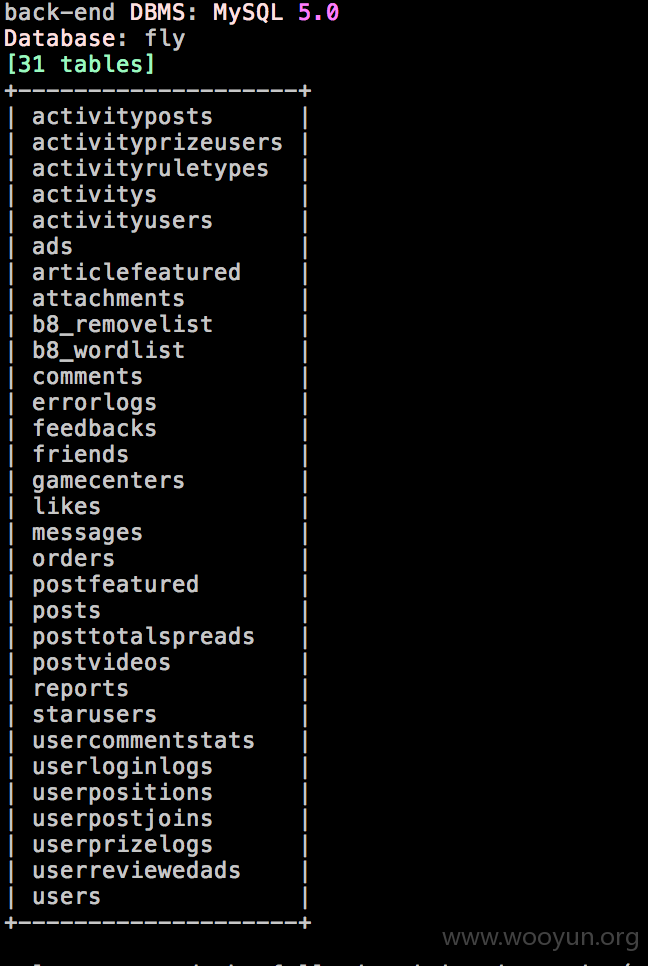 back-end DBMS: MySQL 5.0
Database: fly
[31 tables]
+--------------------+
| activityposts |
| activityprizeusers |
| activityruletypes |
| activitys |
| activityusers |
| ads |
| articlefeatured |
| attachments |
| b8_removelist |
| b8_wordlist |
| comments |
| errorlogs |
| feedbacks |
| friends |
| gamecenters |
| likes |
| messages |
| orders |
| postfeatured |
| posts |
| posttotalspreads |
| postvideos |
| reports |
| starusers |
| usercommentstats |
| userloginlogs |
| userpositions |
| userpostjoins |
| userprizelogs |
| userreviewedads |
| users |
+--------------------+
www.wooyun.org